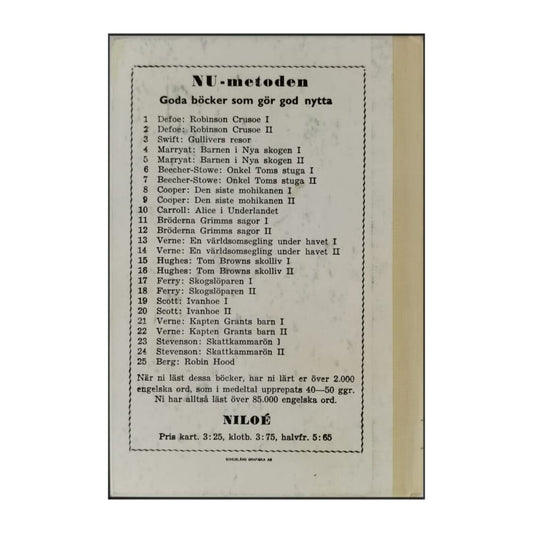 NU-metoden
Goda böcker som gör god nytta
1 Defoe: Robinson Crusoe I
2 Defoe: Robinson Crusoe II
3 Swift: Gullivers resor
4 Marryat: Barnen i Nya skogen I
5 Marryat: Barnen i Nya skogen II
6 Beecher-Stowe: Onkel Toms stuga I
7 Beecher-Stowe: Onkel Toms stuga II
8 Cooper: Den siste mohikanen I
9 Cooper: Den siste mohikanen II
10 Carroll: Alice i Underlandet
11 Bröderna Grimms sagor I
12 Bröderna Grimms sagor II
13 Verne: En världsomsegling under havet I
14 Verne: En världsomsegling under havet II
15 Hughes: Tom Browns skolliv I
16 Hughes: Tom Browns skolliv II
17 Ferry: Skogslöparen I
18 Ferry: Skogslöparen II
19 Scott: Ivanhoe I
20 Scott: Ivanhoe II
21 Verne: Kapten Grants barn I
22 Verne: Kapten Grants barn II
23 Stevenson: Skattkammarön I
24 Stevenson: Skattkammarön II
25 Berg: Robin Hood
När ni läst dessa böcker, har ni lärt er över 2.000
engelska ord, som i medeltal upprepats 40—50 ggr.
Ni har alltså läst över 85.000 engelska ord.
NILOÉ
Pris kart. 3:25, klotb. 3:75, halvfr. 5:65
BOHUSLÄNS GRAFISKA AB